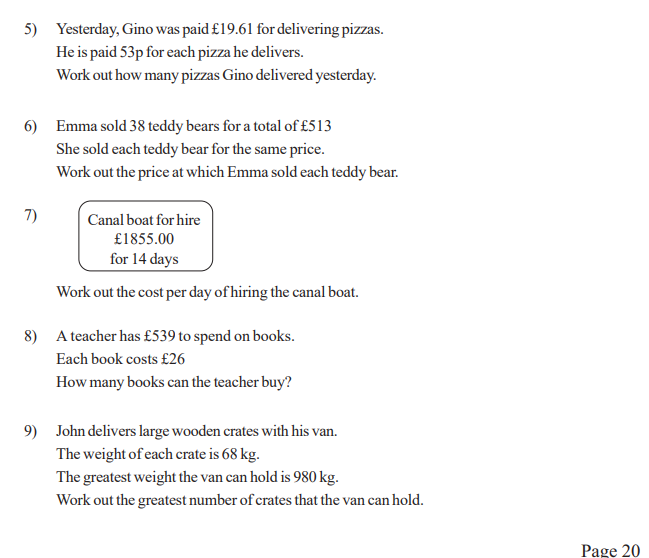 5) Yesterday, Gino was paid £19.61 for delivering pizzas.
He is paid 53p for each pizza he delivers.
Work out how many pizzas Gino delivered yesterday.
6) Emma sold 38 teddy bears for a total of £513
She sold each teddy bear for the same price.
Work out the price at which Emma sold each teddy bear.
7)
Canal boat for hire
£1855.00
for 14 days
Work out the cost per day of hiring the canal boat.
8) A teacher has £539 to spend on books.
Each book costs £26
How many books can the teacher buy?
9) John delivers large wooden crates with his van.
The weight of each crate is 68 kg.
The greatest weight the van can hold is 980 kg.
Work out the greatest number of crates that the van can hold.
Page 20